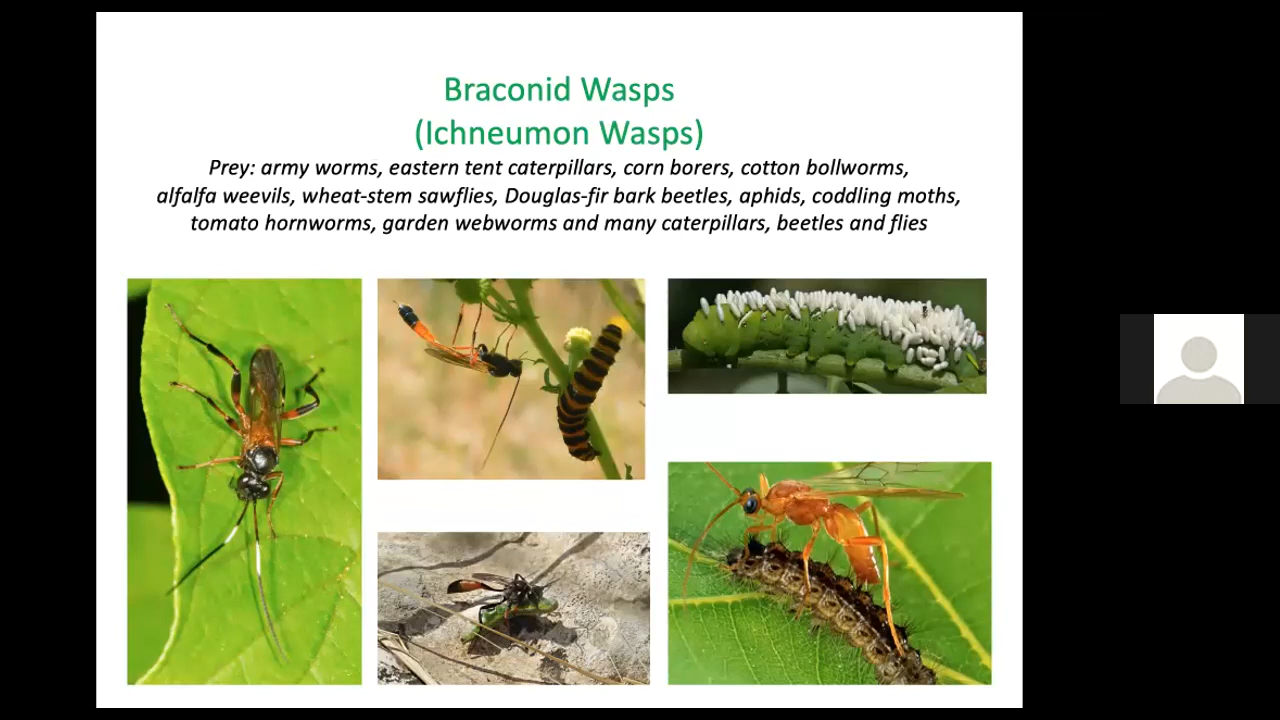 Braconid Wasps
(Ichneumon Wasps)
Prey: army worms, eastern tent caterpillars, corn borers, cotton bollworms,
alfalfa weevils, wheat-stem sawflies, Douglas-fir bark beetles, aphids, coddling moths,
tomato hornworms, garden webworms and many caterpillars, beetles and flies